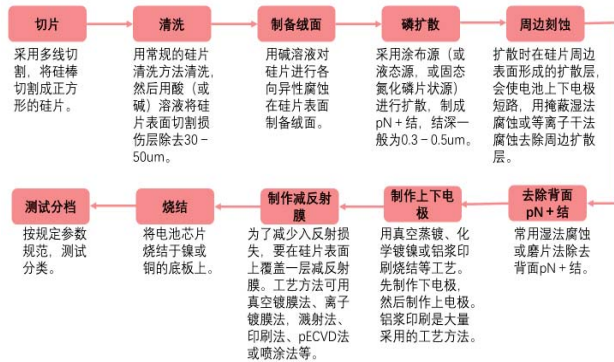 切片
清洗
制备绒面
磷扩散
周边刻蚀
采用多线切
割，将硅棒
切割成正方
形的硅片。
用常规的硅片
清洗方法清洗，
然后用酸（或
碱）溶液将硅
片表面切割损
伤层除去30－
50um。
用碱溶液对
硅片进行各
向异性腐蚀
在硅片表面
制备绒面。
采用涂布源（或
液态源，或固态
氮化磷片状源）
进行扩散，制成
pN＋结，结深一
般为0.3－0.5um。
扩散时在硅片周边
表面形成的扩散层，
会使电池上下电极
短路，用掩蔽湿法
腐蚀或等离子干法
腐蚀去除周边扩散
层。
去除背面
pN＋结
常用湿法腐蚀
或磨片法除去
背面pN＋结。
制作上下电
极
用真空蒸镀、化
学镀镍或铝浆印
刷烧结等工艺。
先制作下电极，
然后制作上电极。
铝浆印刷是大量
采用的工艺方法。
制作减反射
膜
为了减少入反射损
失，要在硅片表面
上覆盖一层减反射
膜。工艺方法可用
真空镀膜法、离子
镀膜法，溅射法、
印刷法、pECVD法
或喷涂法等。
烧结
将电池芯片
烧结于镍或
铜的底板上。
测试分档
按规定参数
规范，测试
分类。